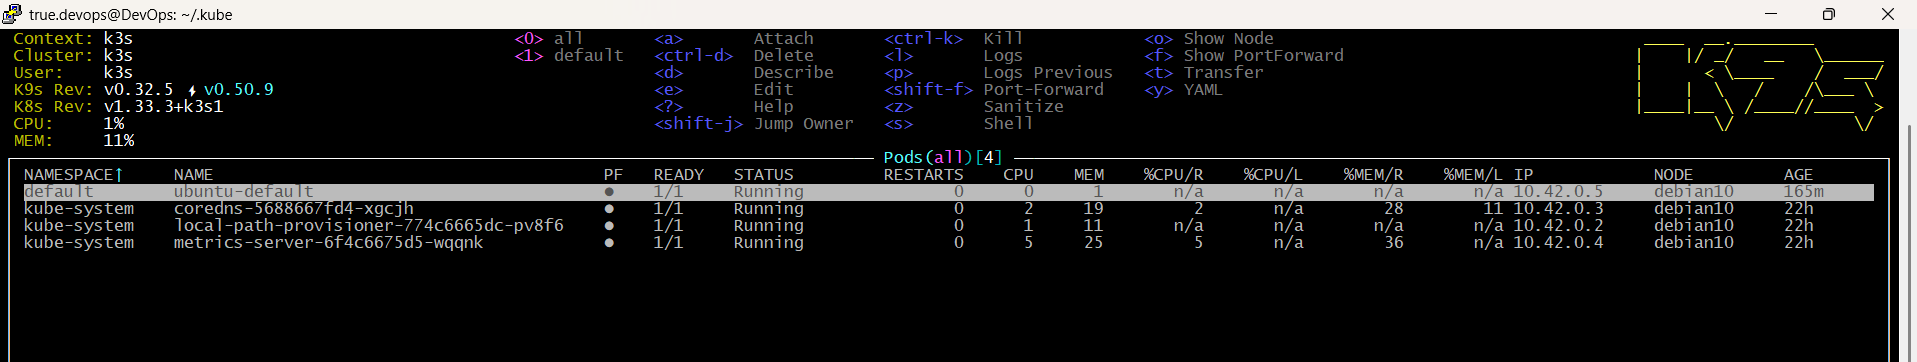 true.devops@DevOps: ~/.kube
Context: k3s <0> all <a> Attach <ctrl-k> Kill <o> Show Node
Cluster: k3s <1> default <ctrl-d> Delete <l> Logs <f> Show PortForward
User: k3s <d> Describe <p> Logs Previous <t> Transfer
K9s Rev: v0.32.5 ⚡v0.50.9 <e> Edit <shift-f> Port-Forward <y> YAML
K8s Rev: v1.33.3+k3s1 <?> Help <z> Sanitize
CPU: 1% <shift-j> Jump Owner <s> Shell
MEM: 11%
Pods(all)[4]
NAMESPACE↑ NAME PF READY STATUS RESTARTS CPU MEM %CPU/R %CPU/L %MEM/R %MEM/L IP NODE AGE
default ubuntu-default ● 1/1 Running 0 0 1 n/a n/a n/a n/a 10.42.0.5 debian10 165m
kube-system coredns-5688667fd4-xgcjh ● 1/1 Running 0 2 19 2 n/a 28 11 10.42.0.3 debian10 22h
kube-system local-path-provisioner-774c6665dc-pv8f6 ● 1/1 Running 0 1 11 n/a n/a n/a n/a 10.42.0.2 debian10 22h
kube-system metrics-server-6f4c6675d5-wqqnk ● 1/1 Running 0 5 25 5 n/a 36 n/a 10.42.0.4 debian10 22h